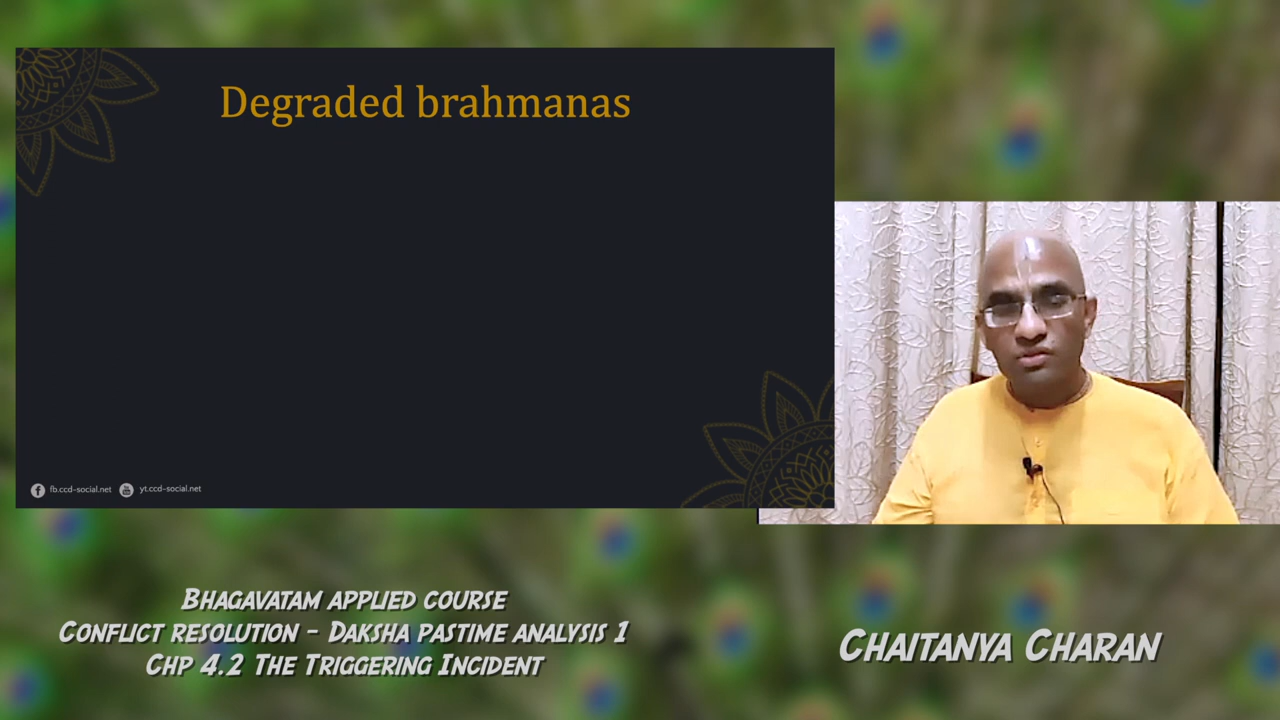 Degraded brahmanas
fb.ccd-social.net yt.ccd-social.net
Bhagavatam applied course
Conflict resolution - Daksha pastime analysis 1
Chp 4.2 The Triggering Incident
Chaitanya Charan